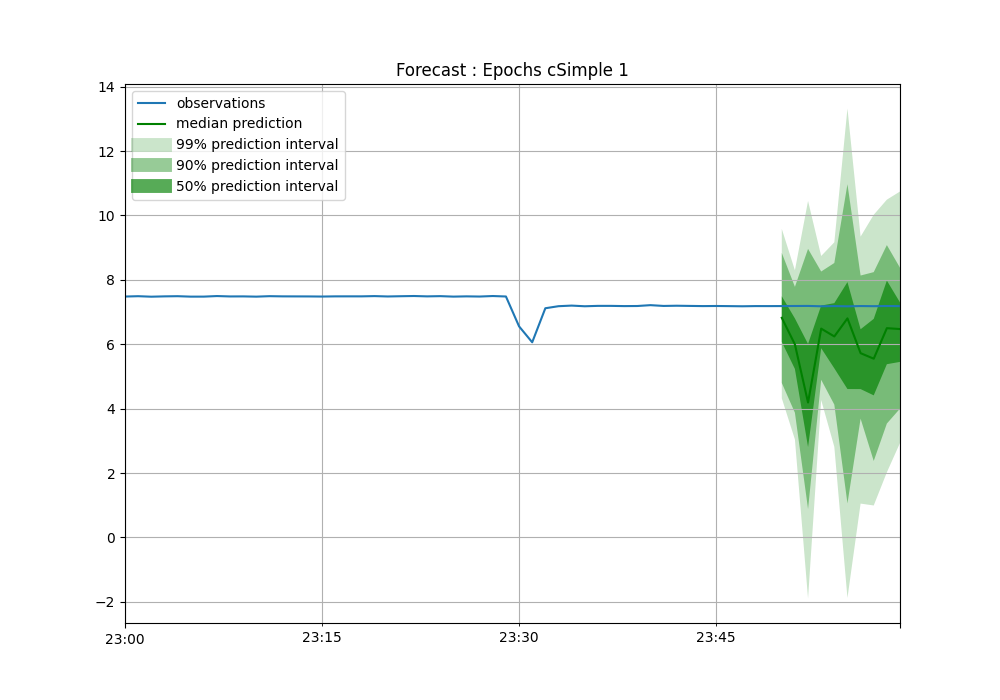 Forecast : Epochs cSimple 1
14
12
10
8
6
4
2
0
−2
observations
median prediction
99% prediction interval
90% prediction interval
50% prediction interval
23:00
23:15
23:30
23:45